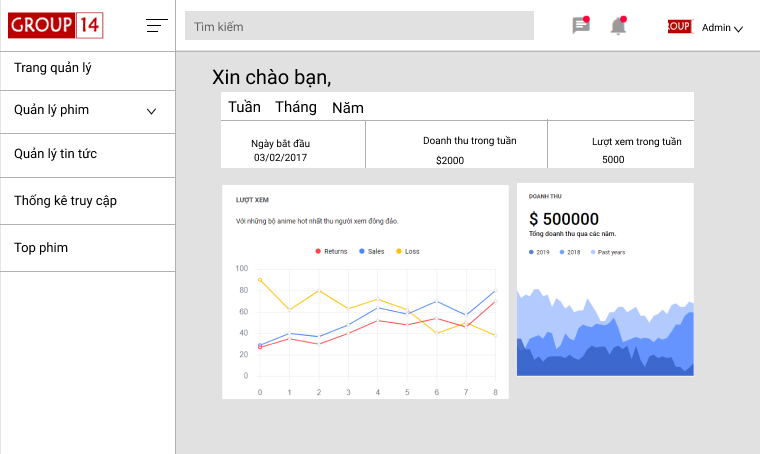 GROUP 14
Tìm kiếm
Admin
Trang quản lý
Quản lý phim
Quản lý tin tức
Thống kê truy cập
Top phim
Xin chào bạn,
Tuần Tháng Năm
Ngày bắt đầu
03/02/2017
Doanh thu trong tuần
$2000
Lượt xem trong tuần
5000
LƯỢT XEM
Với những bộ anime hot nhất thu người xem đông đảo.
Returns Sales Loss
100
80
60
40
20
0
0 1 2 3 4 5 6 7 8
DOANH THU
$ 500000
Tổng doanh thu qua các năm.
2019 2018 Past years